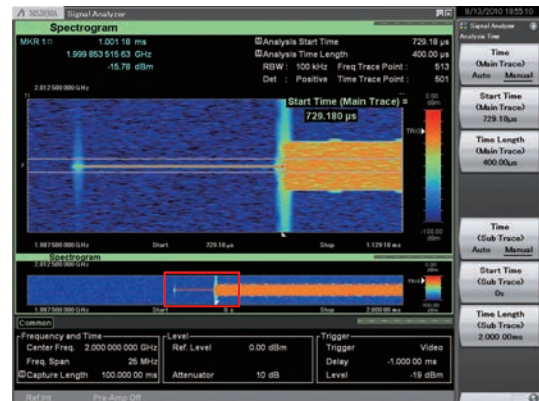 MS2690A Signal Analyzer
8/13/2010 18:55:10
Spectrogram
MKR 1 1.001 18 ms
1.999 853 515 63 GHz
-15.78 dBm
Analysis Start Time 729.18 µs
Analysis Time Length 400.00 µs
RBW : 100 kHz Freq Trace Point : 513
Det : Positive Time Trace Point : 501
2.012 500 000 GHz
0.00
dBm
Start Time (Main Trace) =
729.180 µs
TRIG
F
-100.00
dBm
1.987 500 000 GHz Start 729.18 µs Stop 1.129 18 ms
Spectrogram
2.012 500 000 GHz
0.00
dBm
TRIG
-100.00
dBm
1.987 500 000 GHz Start 0 s Stop 2.000 00 ms
Common
Frequency and Time
Center Freq. 2.000 000 000 GHz
Freq. Span 25 MHz
Capture Length 100.000 00 ms
Level
Ref. Level 0.00 dBm
Attenuator 10 dB
Trigger
Trigger Video
Delay -1.000 00 ms
Level -19 dBm
Ref.Int Pre-Amp Off
Signal Analyzer
Analysis Time
Time
(Main Trace)
Auto Manual
Start Time
(Main Trace)
729.18µs
Time Length
(Main Trace)
400.00µs
Time
(Sub Trace)
Auto Manual
Start Time
(Sub Trace)
0s
Time Length
(Sub Trace)
2.000 00ms